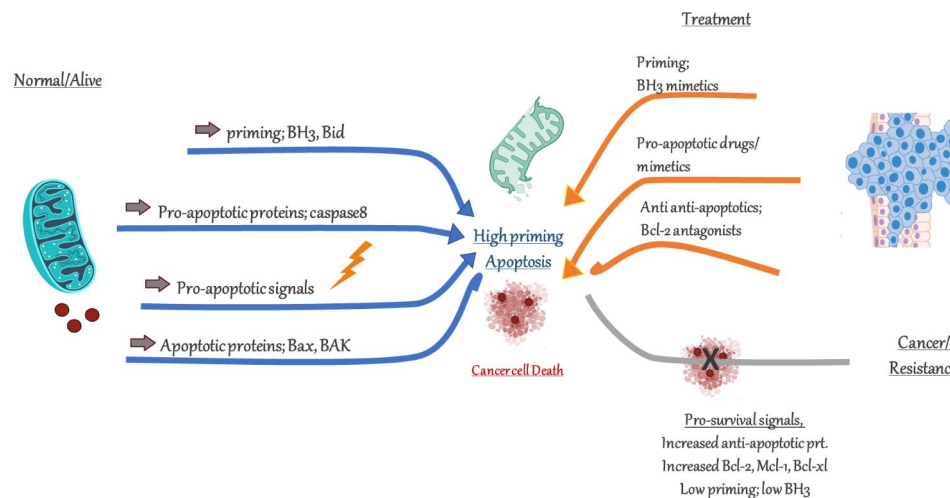 Treatment
Normal/Alive
Priming;
BH3 mimetics
priming; BH3, Bid
Pro-apoptotic drugs/
mimetics
Pro-apoptotic proteins; caspase8
Anti anti-apoptotics;
Bcl-2 antagonists
High priming
Apoptosis
Pro-apoptotic signals
Apoptotic proteins; Bax, BAK
Cancer cell Death
Cancer/
Resistanc
X
Pro-survival signals,
Increased anti-apoptotic prt.
Increased Bcl-2, Mcl-1, Bcl-xl
Low priming; low BH3